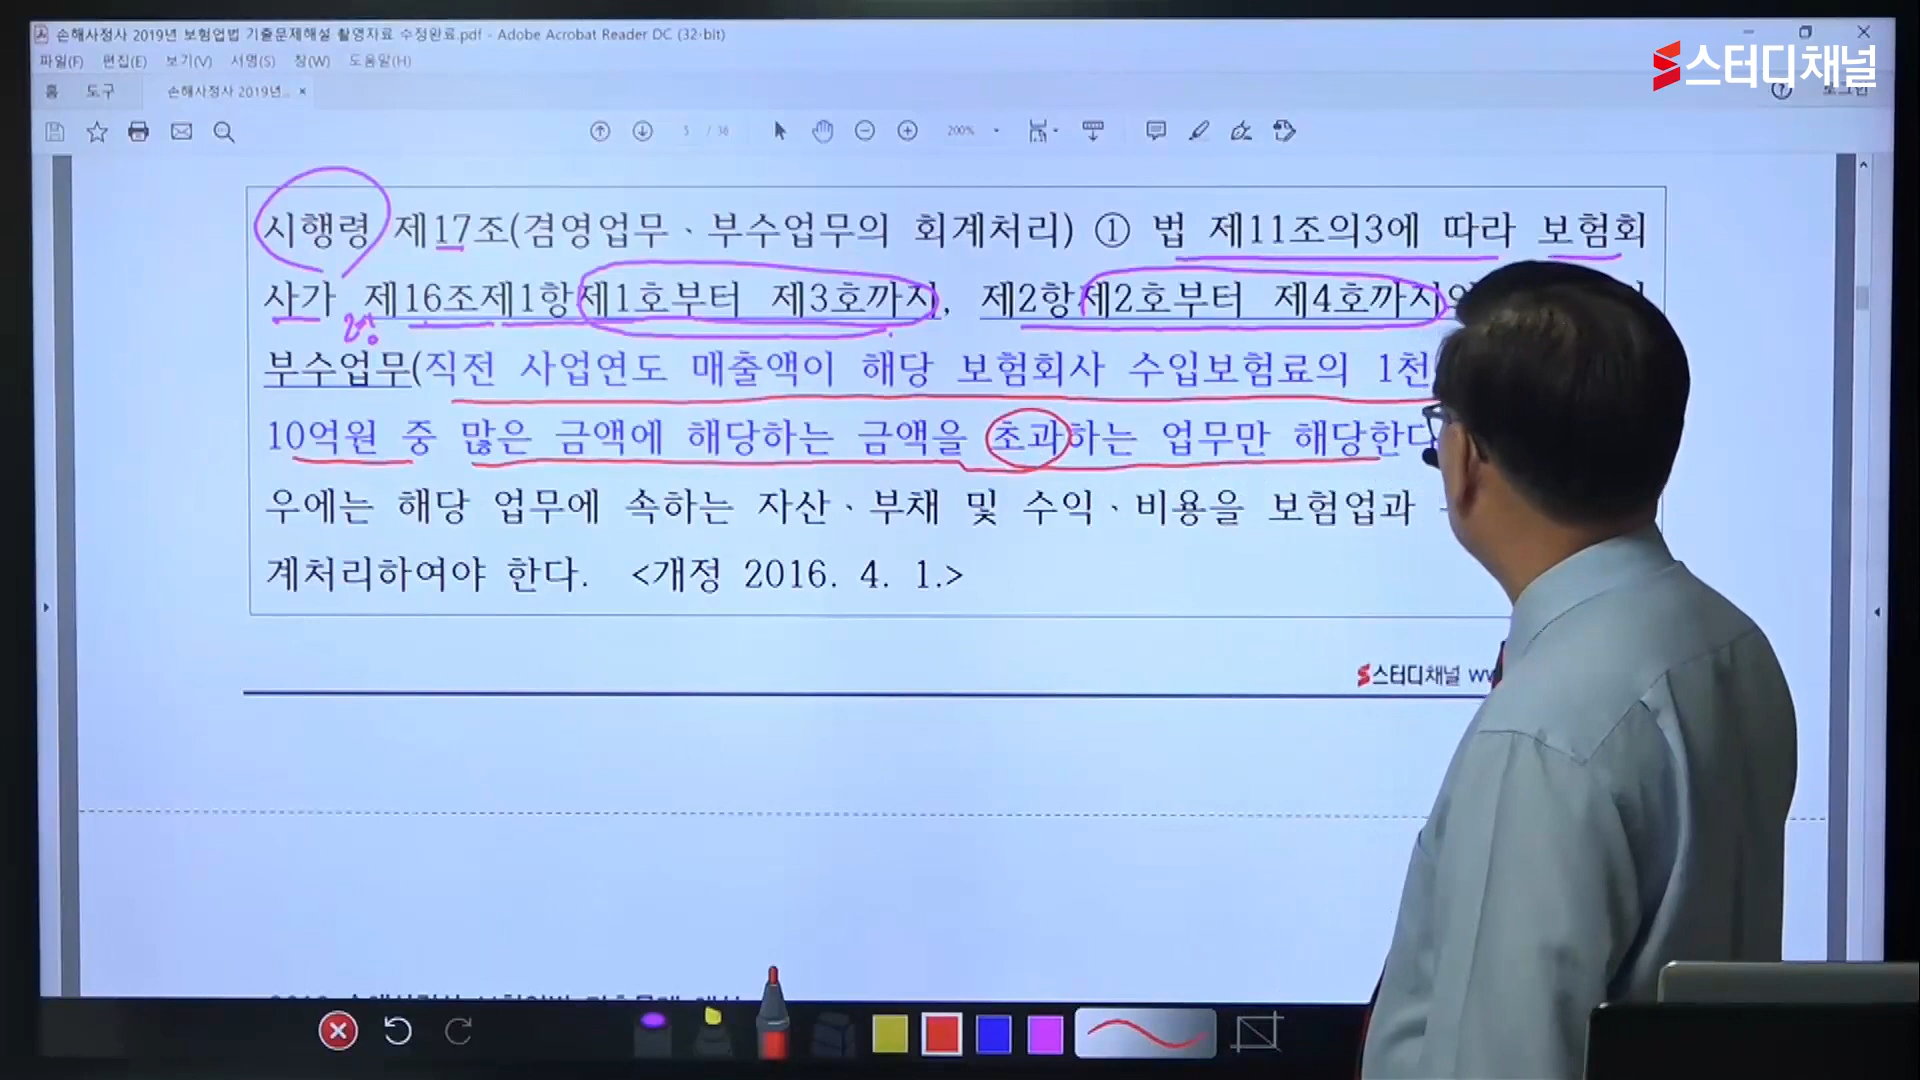 손해사정사 2019년 보험업법 기출문제해설 촬영자료 수정완료.pdf - Adobe Acrobat Reader DC (32-bit)
파일(F) 편집(E) 보기(V) 서명(S) 창(W) 도움말(H)
스터디채널
홈 도구 손해사정사 2019년... × 로그인
5 / 36 200%
시행령 제17조(겸영업무ㆍ부수업무의 회계처리) ① 법 제11조의3에 따라 보험회
사가 제16조제1항제1호부터 제3호까지, 제2항제2호부터 제4호까지
령
부수업무(직전 사업연도 매출액이 해당 보험회사 수입보험료의 1천
10억원 중 많은 금액에 해당하는 금액을 초과하는 업무만 해당한다
우에는 해당 업무에 속하는 자산ㆍ부채 및 수익ㆍ비용을 보험업과
계처리하여야 한다. <개정 2016. 4. 1.>
스터디채널 ww